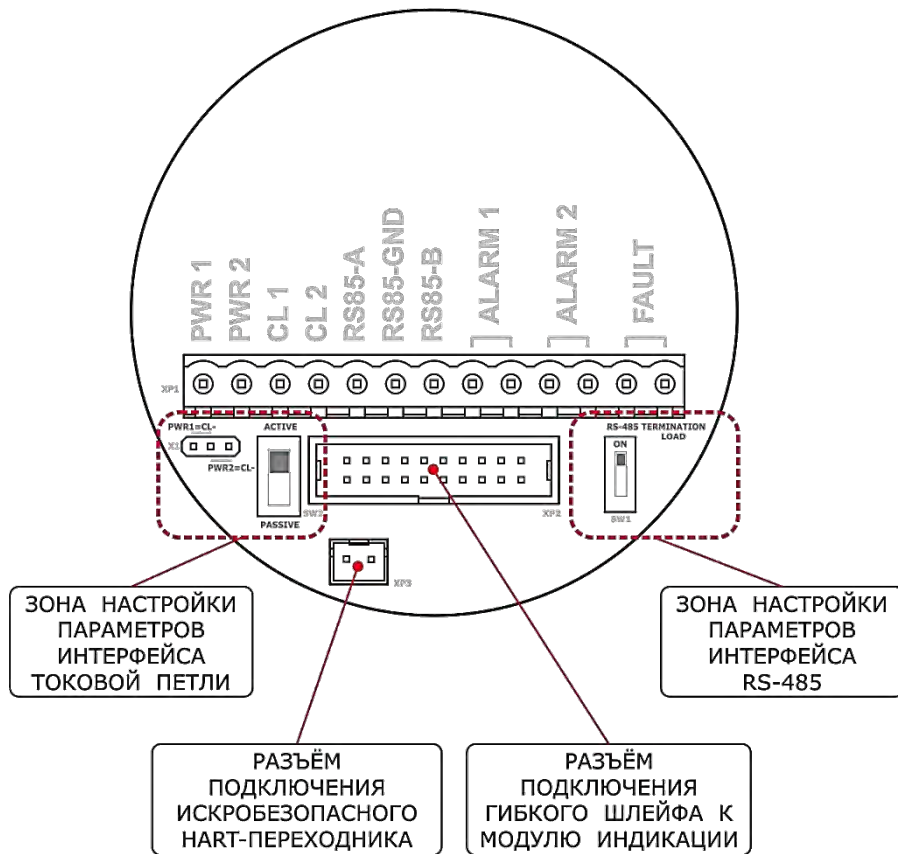 PWR 1
PWR 2
CL 1
CL 2
RS85-A
RS85-GND
RS85-B
ALARM 1
ALARM 2
FAULT
XP1
PWR1=CL-
ACTIVE
RS-485 TERMINATION
LOAD
X1
ON
PWR2=CL-
SW2
XP2
SW1
PASSIVE
XP3
ЗОНА НАСТРОЙКИ
ПАРАМЕТРОВ
ИНТЕРФЕЙСА
ТОКОВОЙ ПЕТЛИ
ЗОНА НАСТРОЙКИ
ПАРАМЕТРОВ
ИНТЕРФЕЙСА
RS-485
РАЗЪЁМ
ПОДКЛЮЧЕНИЯ
ИСКРОБЕЗОПАСНОГО
HART-ПЕРЕХОДНИКА
РАЗЪЁМ
ПОДКЛЮЧЕНИЯ
ГИБКОГО ШЛЕЙФА К
МОДУЛЮ ИНДИКАЦИИ